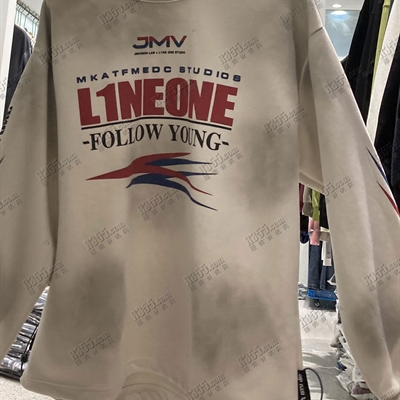 JMV
MKATFMEDC STUDIOS
L1NEONE
-FOLLOW YOUNG-